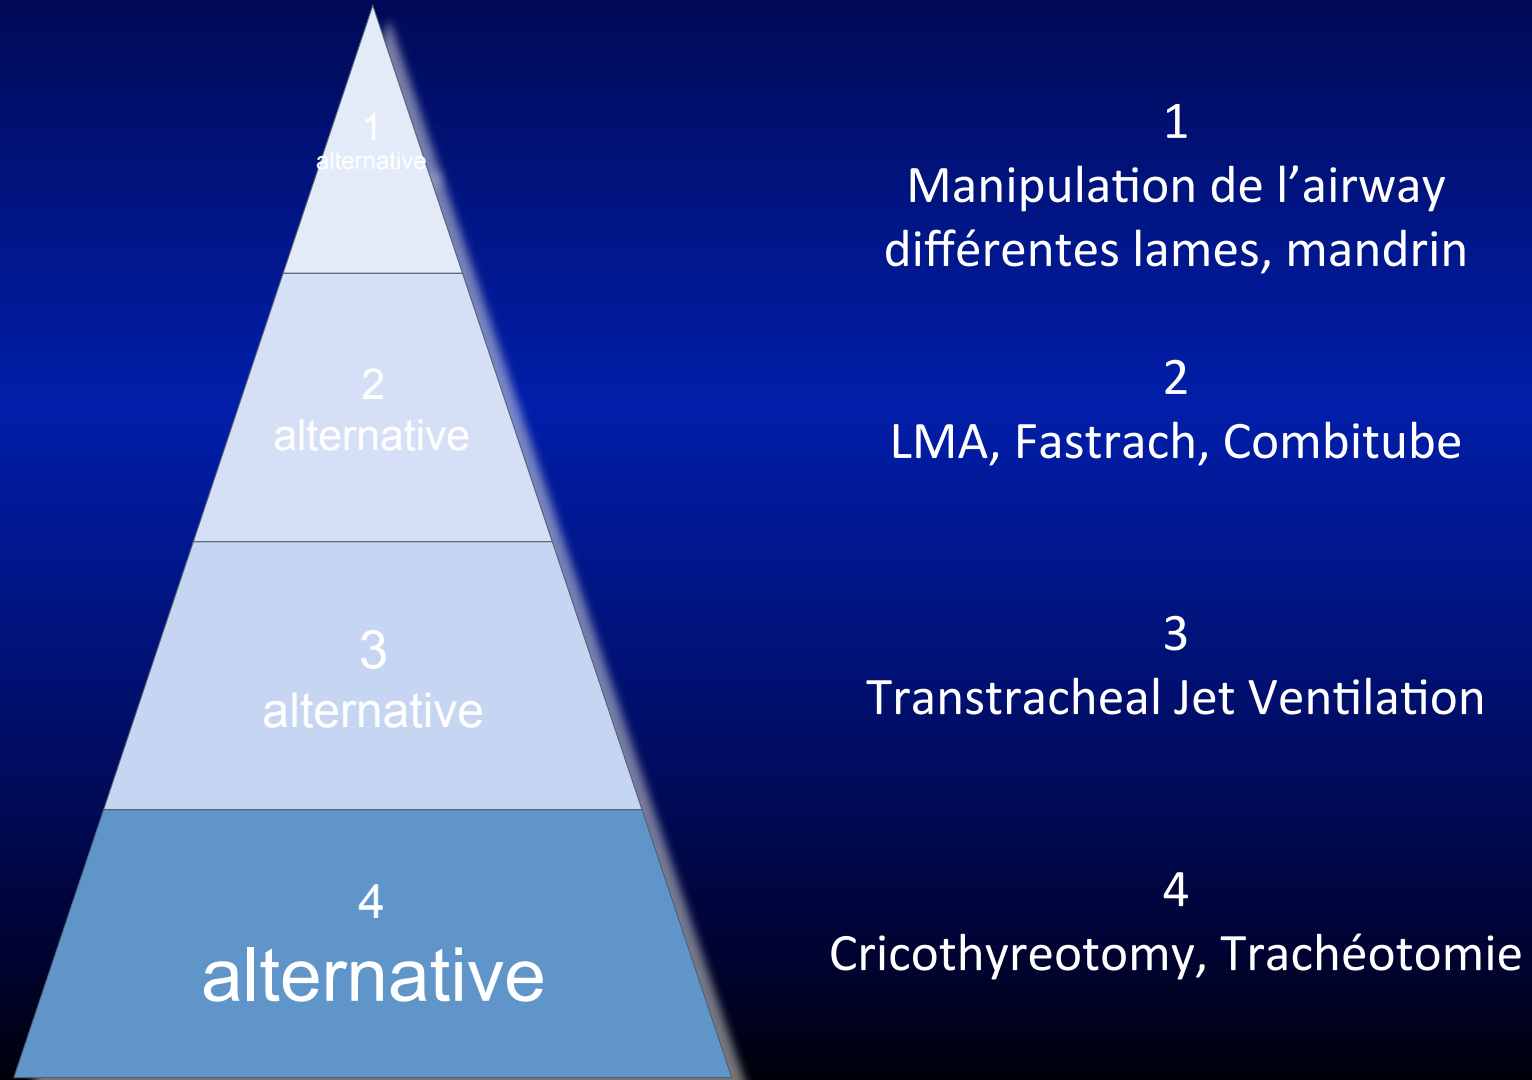 1
alternative
2
alternative
3
alternative
4
alternative
1
Manipulation de l’airway
différentes lames, mandrin
2
LMA, Fastrach, Combitube
3
Transtracheal Jet Ventilation
4
Cricothyreotomy, Trachéotomie